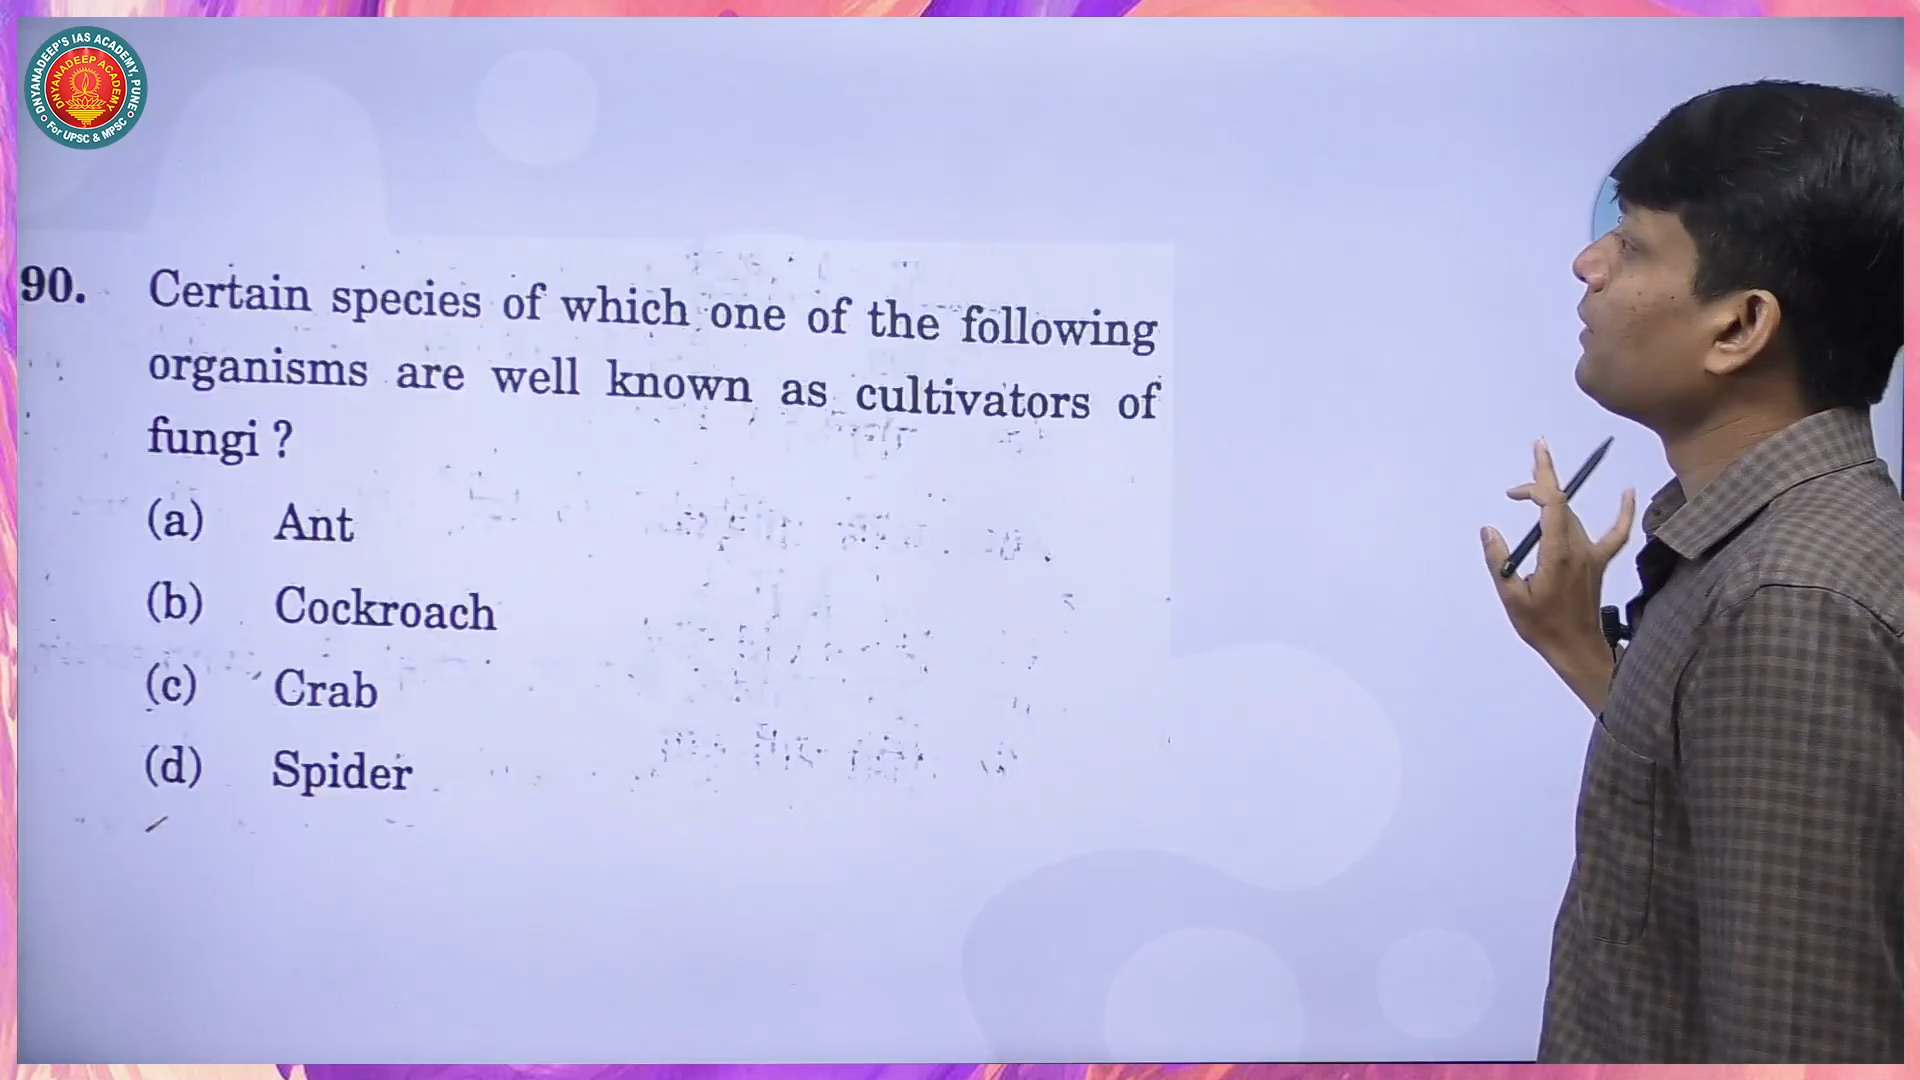 DNYANADEEP'S IAS ACADEMY, PUNE
DNYANADEEP ACADEMY
For UPSC & MPSC
90. Certain species of which one of the following
organisms are well known as cultivators of
fungi ?
(a) Ant
(b) Cockroach
(c) Crab
(d) Spider